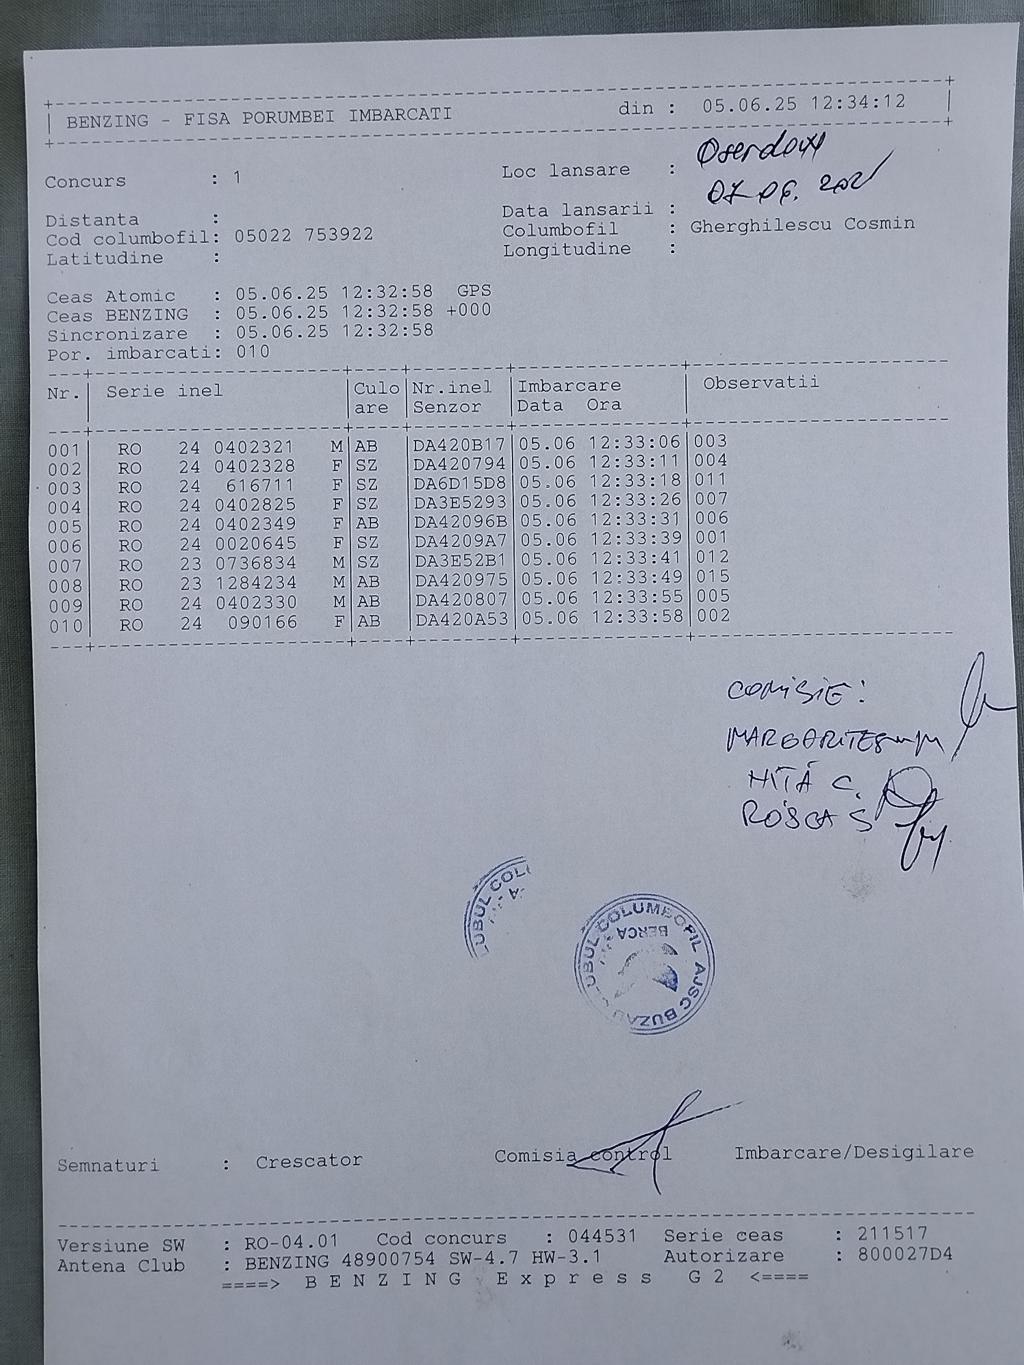 BENZING - FISA PORUMBEI IMBARCATI din : 05.06.25 12:34:12
Concurs : 1 Loc lansare :
07.06.
Distanta : Data lansarii :
Cod columbofil: 05022 753922 Columbofil : Gherghilescu Cosmin
Latitudine : Longitudine :
Ceas Atomic : 05.06.25 12:32:58 GPS
Ceas BENZING : 05.06.25 12:32:58 +000
Sincronizare : 05.06.25 12:32:58
Por. imbarcati: 010
Nr. Serie inel Culo Nr.inel Imbarcare Observatii
are Senzor Data Ora
001 RO 24 0402321 M AB DA420B17 05.06 12:33:06 003
002 RO 24 0402328 F SZ DA420794 05.06 12:33:11 004
003 RO 24 616711 F SZ DA6D15D8 05.06 12:33:18 011
004 RO 24 0402825 F SZ DA3E5293 05.06 12:33:26 007
005 RO 24 0402349 F AB DA42096B 05.06 12:33:31 006
006 RO 24 0020645 F SZ DA4209A7 05.06 12:33:39 001
007 RO 23 0736834 M SZ DA3E52B1 05.06 12:33:41 012
008 RO 23 1284234 M AB DA420975 05.06 12:33:49 015
009 RO 24 0402330 M AB DA420807 05.06 12:33:55 005
010 RO 24 090166 F AB DA420A53 05.06 12:33:58 002
COMISIE:
HÎȚĂ C.
ROȘCA S
CLUBUL COLUMBOFIL AJSC BUZAU
BERCA
Semnaturi : Crescator Comisia control Imbarcare/Desigilare
Versiune SW : RO-04.01 Cod concurs : 044531 Serie ceas : 211517
Antena Club : BENZING 48900754 SW-4.7 HW-3.1 Autorizare : 800027D4
====> B E N Z I N G E x p r e s s G 2 <====